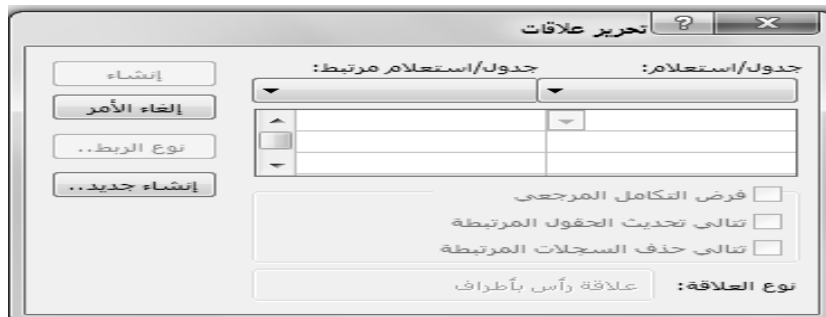 تحرير علاقات
جدول/استعلام:
جدول/استعلام مرتبط:
إنشاء
إلغاء الأمر
نوع الربط..
إنشاء جديد..
فرض التكامل المرجعي
تتالي تحديث الحقول المرتبطة
تتالي حذف السجلات المرتبطة
نوع العلاقة: علاقة رأس بأطراف